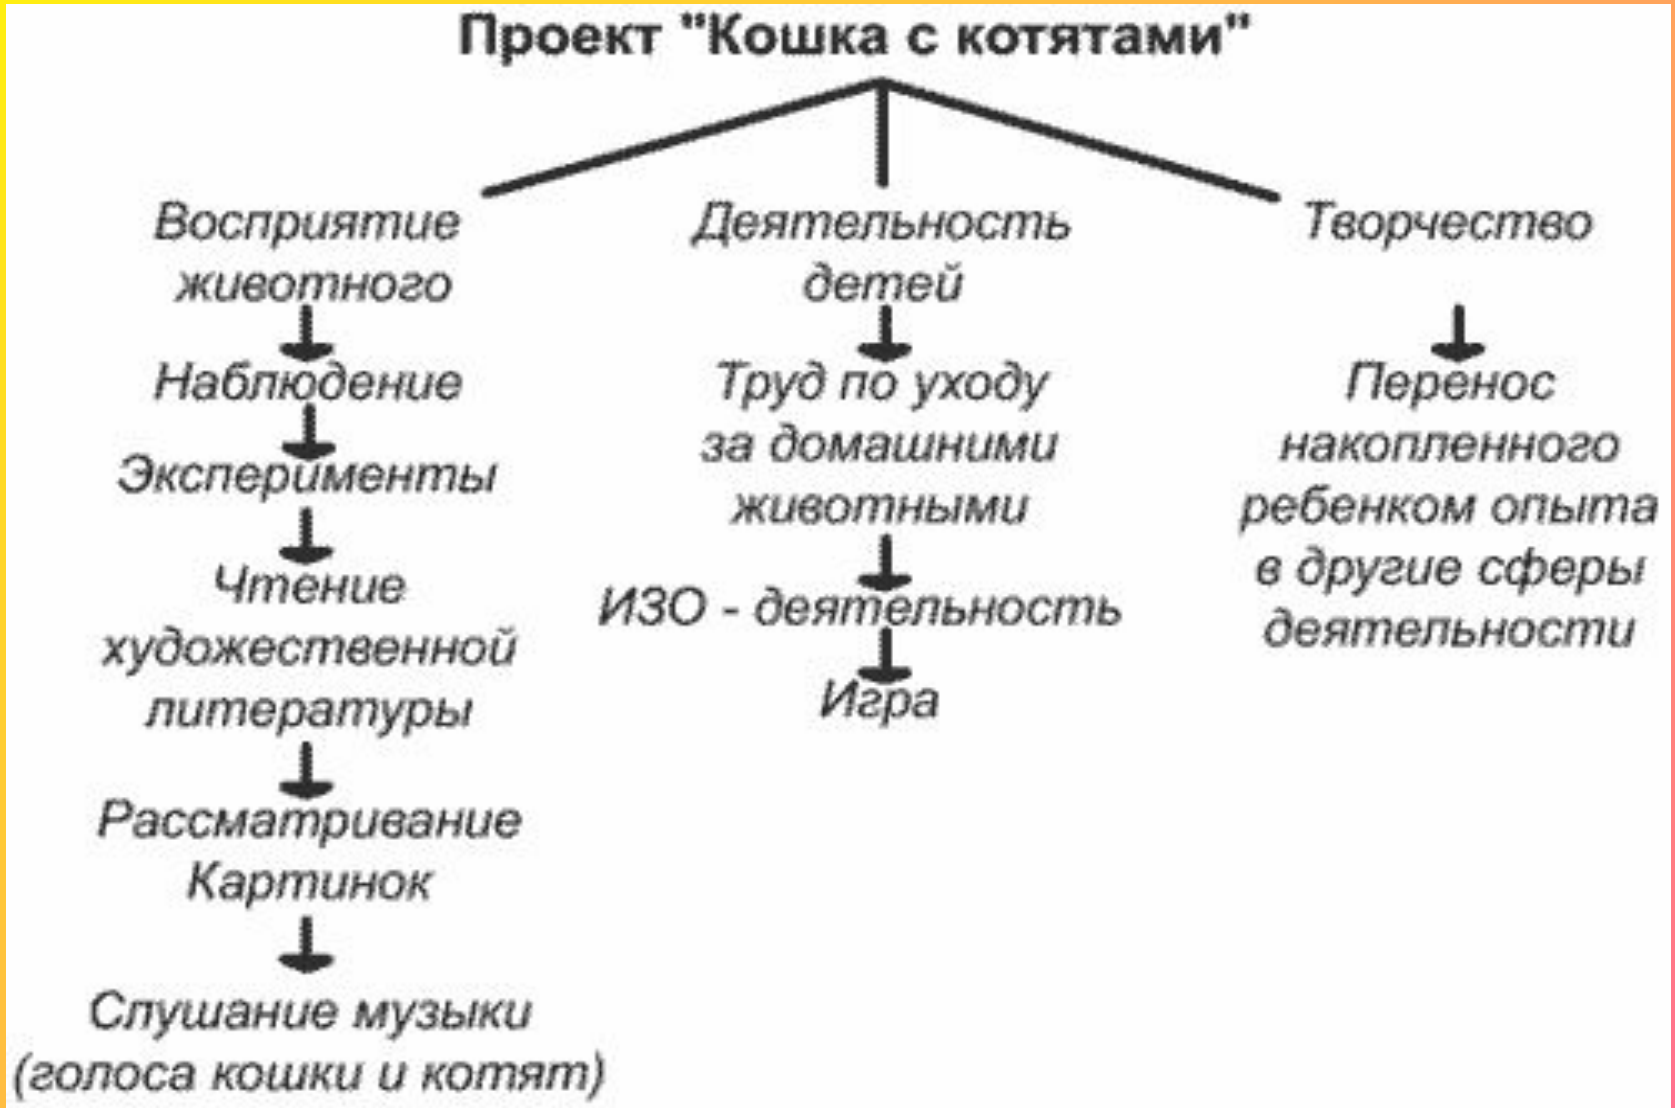 Проект "Кошка с котятами"
Восприятие
животного
Наблюдение
Эксперименты
Чтение
художественной
литературы
Рассматривание
Картинок
Слушание музыки
(голоса кошки и котят)
Деятельность
детей
Труд по уходу
за домашними
животными
ИЗО - деятельность
Игра
Творчество
Перенос
накопленного
ребенком опыта
в другие сферы
деятельности